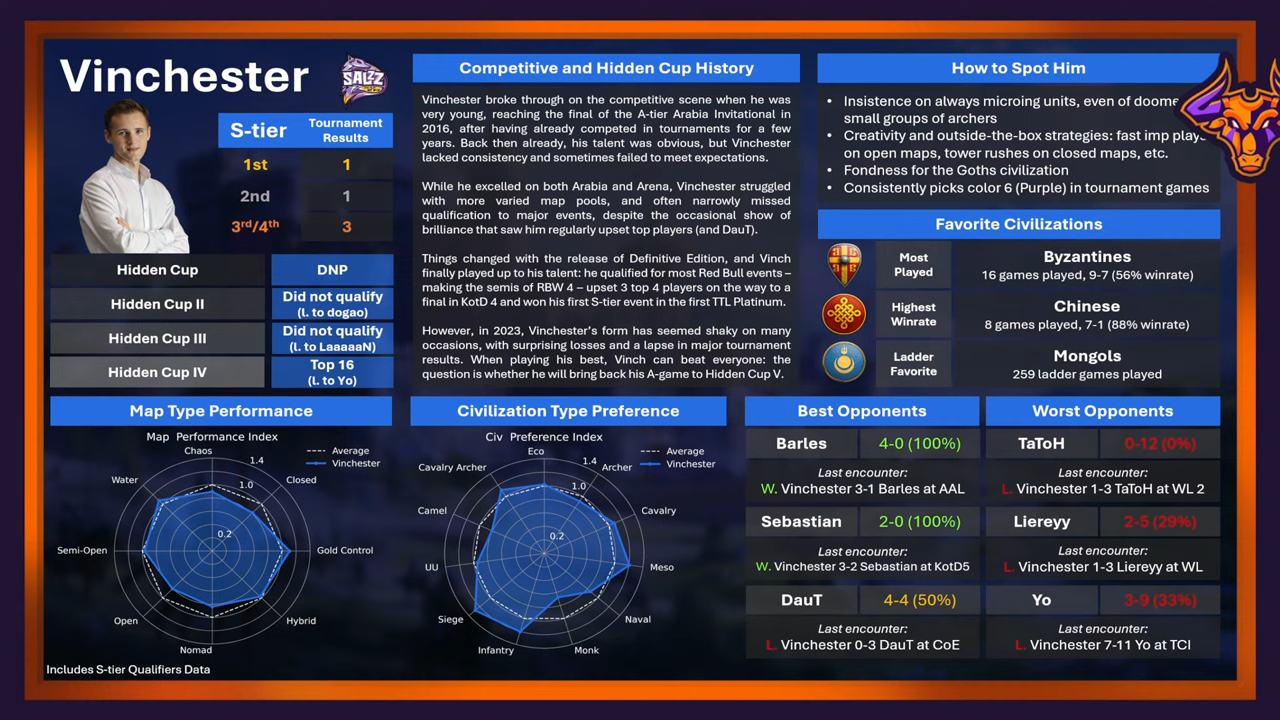 Vinchester
SALZZ
S-tier
Tournament
Results
1st
1
2nd
1
3rd/4th
3
Hidden Cup
DNP
Hidden Cup II
Did not qualify
(l. to dogao)
Hidden Cup III
Did not qualify
(l. to LaaaaaN)
Hidden Cup IV
Top 16
(l. to Yo)
Competitive and Hidden Cup History
Vinchester broke through on the competitive scene when he was
very young, reaching the final of the A-tier Arabia Invitational in
2016, after having already competed in tournaments for a few
years. Back then already, his talent was obvious, but Vinchester
lacked consistency and sometimes failed to meet expectations.
While he excelled on both Arabia and Arena, Vinchester struggled
with more varied map pools, and often narrowly missed
qualification to major events, despite the occasional show of
brilliance that saw him regularly upset top players (and DauT).
Things changed with the release of Definitive Edition, and Vinch
finally played up to his talent: he qualified for most Red Bull events –
making the semis of RBW 4 – upset 3 top 4 players on the way to a
final in KotD 4 and won his first S-tier event in the first TTL Platinum.
However, in 2023, Vinchester's form has seemed shaky on many
occasions, with surprising losses and a lapse in major tournament
results. When playing his best, Vinch can beat everyone: the
question is whether he will bring back his A-game to Hidden Cup V.
How to Spot Him
• Insistence on always microing units, even of doome
small groups of archers
• Creativity and outside-the-box strategies: fast imp play
on open maps, tower rushes on closed maps, etc.
• Fondness for the Goths civilization
• Consistently picks color 6 (Purple) in tournament games
Favorite Civilizations
Most
Played
Byzantines
16 games played, 9-7 (56% winrate)
Highest
Winrate
Chinese
8 games played, 7-1 (88% winrate)
Ladder
Favorite
Mongols
259 ladder games played
Map Type Performance
Map Performance Index
Average
Vinchester
Chaos
Closed
Gold Control
Hybrid
Nomad
Open
Semi-Open
Water
1.4
1.0
0.2
Includes S-tier Qualifiers Data
Civilization Type Preference
Civ Preference Index
Average
Vinchester
Eco
Archer
Cavalry
Meso
Naval
Monk
Infantry
Siege
UU
Camel
Cavalry Archer
1.4
1.0
0.2
Best Opponents
Barles
4-0 (100%)
Last encounter:
W. Vinchester 3-1 Barles at AAL
Sebastian
2-0 (100%)
Last encounter:
W. Vinchester 3-2 Sebastian at KotD5
DauT
4-4 (50%)
Last encounter:
L. Vinchester 0-3 DauT at CoE
Worst Opponents
TaToH
0-12 (0%)
Last encounter:
L. Vinchester 1-3 TaToH at WL 2
Liereyy
2-5 (29%)
Last encounter:
L. Vinchester 1-3 Liereyy at WL
Yo
3-9 (33%)
Last encounter:
L. Vinchester 7-11 Yo at TCI